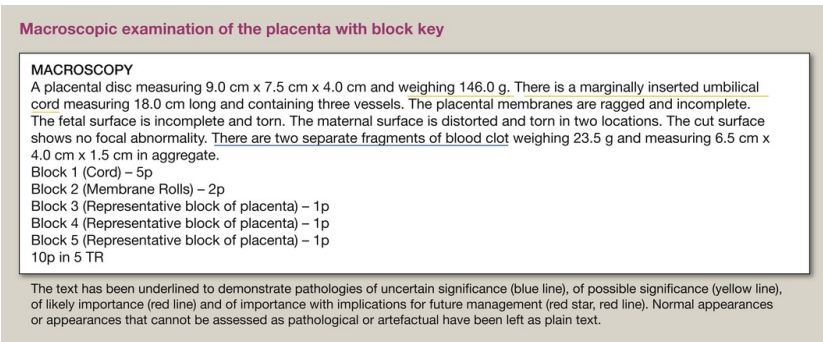 Macroscopic examination of the placenta with block key
MACROSCOPY
A placental disc measuring 9.0 cm x 7.5 cm x 4.0 cm and weighing 146.0 g. There is a marginally inserted umbilical
cord measuring 18.0 cm long and containing three vessels. The placental membranes are ragged and incomplete.
The fetal surface is incomplete and torn. The maternal surface is distorted and torn in two locations. The cut surface
shows no focal abnormality. There are two separate fragments of blood clot weighing 23.5 g and measuring 6.5 cm x
4.0 cm x 1.5 cm in aggregate.
Block 1 (Cord) – 5p
Block 2 (Membrane Rolls) – 2p
Block 3 (Representative block of placenta) – 1p
Block 4 (Representative block of placenta) – 1p
Block 5 (Representative block of placenta) – 1p
10p in 5 TR
The text has been underlined to demonstrate pathologies of uncertain significance (blue line), of possible significance (yellow line),
of likely importance (red line) and of importance with implications for future management (red star, red line). Normal appearances
or appearances that cannot be assessed as pathological or artefactual have been left as plain text.